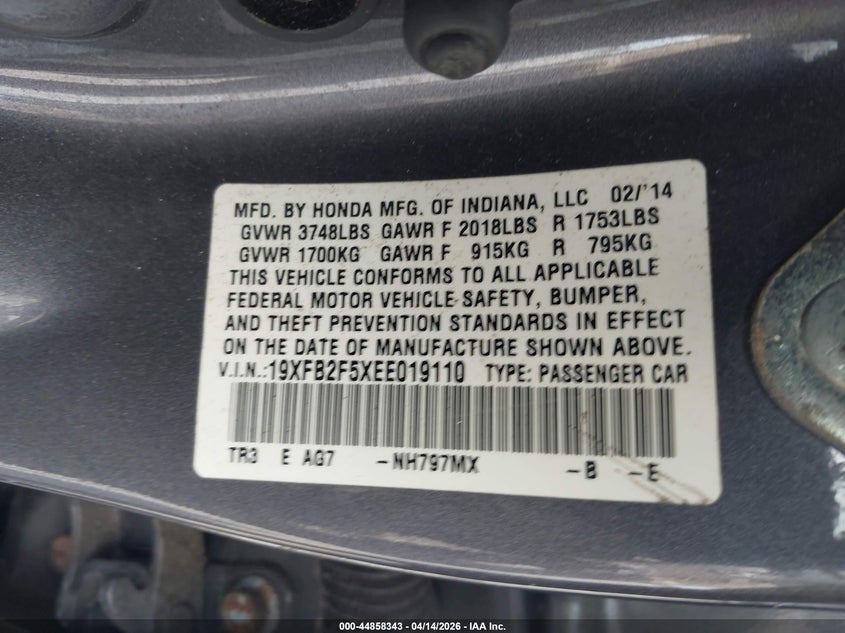 MFD. BY HONDA MFG. OF INDIANA, LLC 02/'14
GVWR 3748LBS GAWR F 2018LBS R 1753LBS
GVWR 1700KG GAWR F 915KG R 795KG
THIS VEHICLE CONFORMS TO ALL APPLICABLE
FEDERAL MOTOR VEHICLE SAFETY, BUMPER,
AND THEFT PREVENTION STANDARDS IN EFFECT
ON THE DATE OF MANUFACTURE SHOWN ABOVE.
V.I.N.:19XFB2F5XEE019110 TYPE: PASSENGER CAR
TR3 E AG7 -NH797MX -B -E
000-44858343 - 04/14/2026 - IAA Inc.